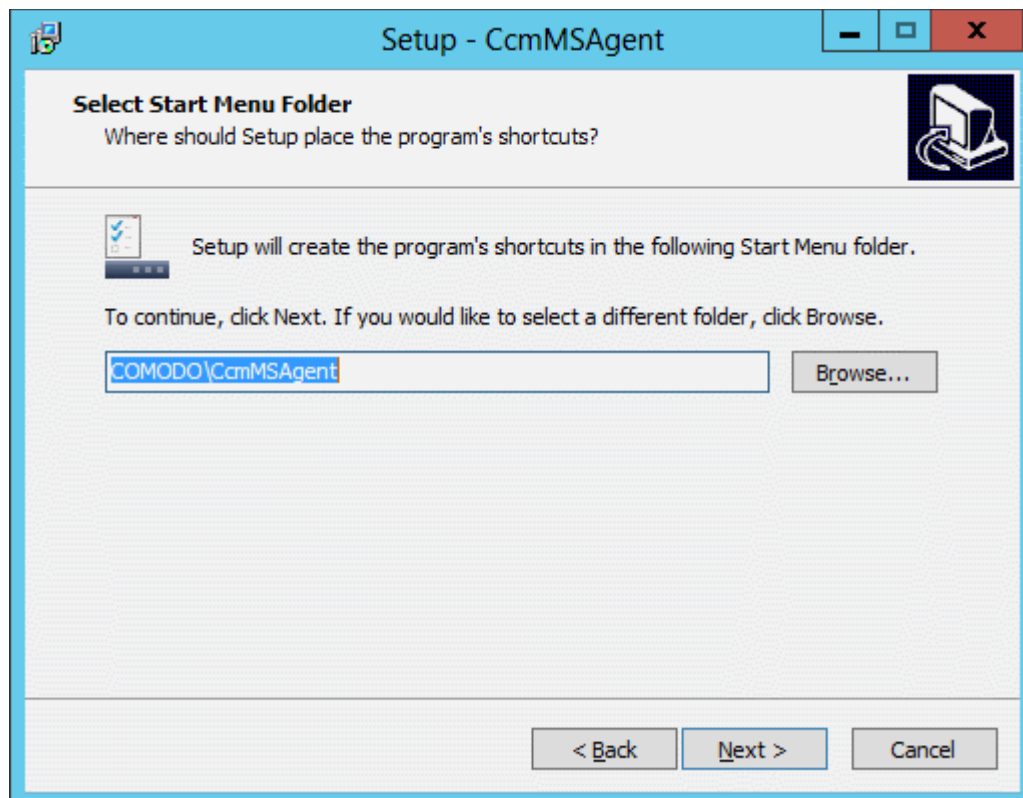 Setup - CcmMSAgent
Select Start Menu Folder
Where should Setup place the program's shortcuts?
Setup will create the program's shortcuts in the following Start Menu folder.
To continue, click Next. If you would like to select a different folder, click Browse.
COMODO\CcmMSAgent
Browse...
< Back
Next >
Cancel